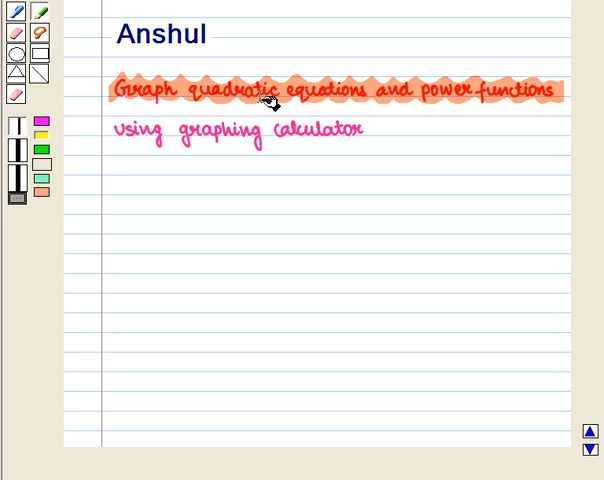 Anshul
Graph quadratic equations and power functions
using graphing calculator